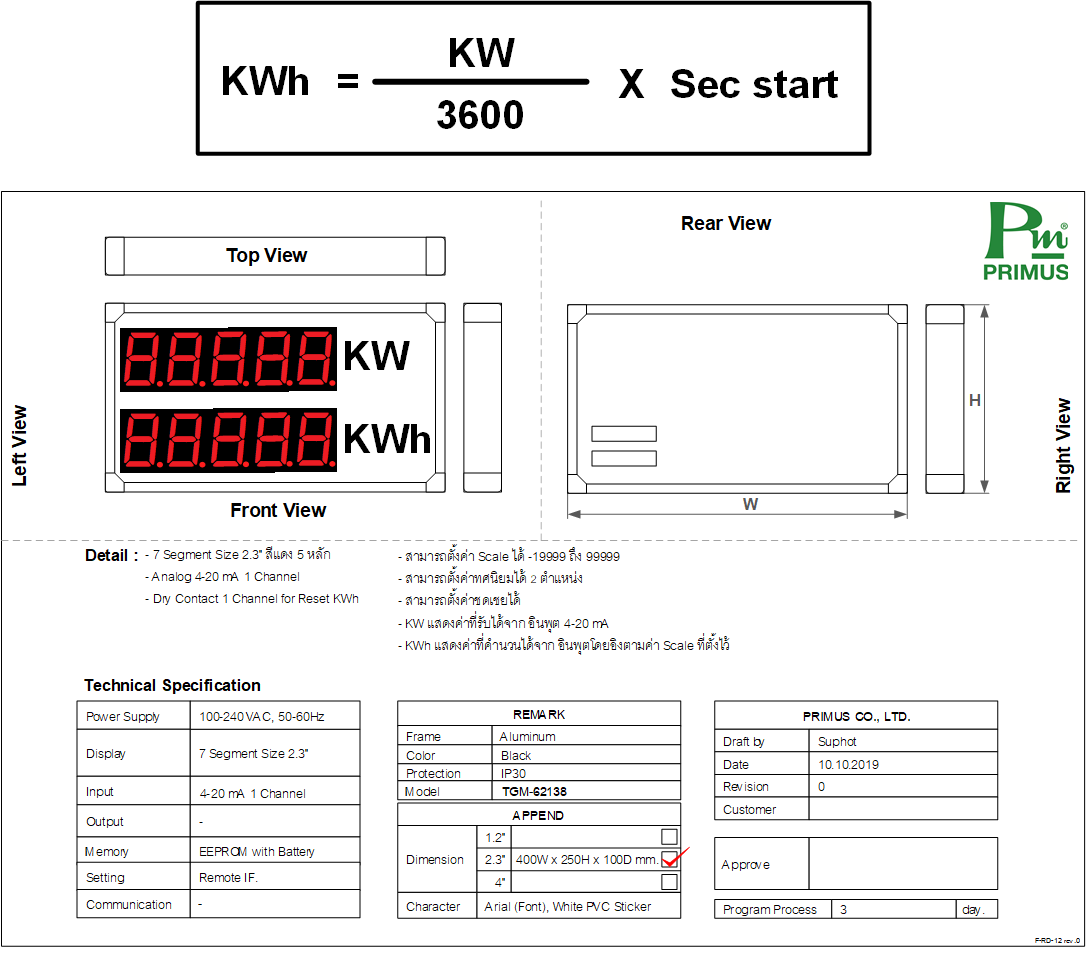 KWh = KW / 3600 X Sec start
Rear View
Pm®
PRIMUS
Top View
88888 KW
88888 KWh
Left View
Front View
H
W
Right View
Detail :
- 7 Segment Size 2.3" สีแดง 5 หลัก
- Analog 4-20 mA 1 Channel
- Dry Contact 1 Channel for Reset KWh
- สามารถตั้งค่า Scale ได้ -19999 ถึง 99999
- สามารถตั้งค่าทศนิยมได้ 2 ตำแหน่ง
- สามารถตั้งค่าชดเชยได้
- KW แสดงค่าที่รับได้จาก อินพุต 4-20 mA
- KWh แสดงค่าที่คำนวนได้จาก อินพุตโดยอิงตามค่า Scale ที่ตั้งไว้
Technical Specification
Power Supply 100-240VAC, 50-60Hz
Display 7 Segment Size 2.3"
Input 4-20 mA 1 Channel
Output -
Memory EEPROM with Battery
Setting Remote IF.
Communication -
REMARK
Frame Aluminum
Color Black
Protection IP30
Model TGM-62138
APPEND
Dimension
1.2"
2.3" 400W x 250H x 100D mm.
4"
Character Arial (Font), White PVC Sticker
PRIMUS CO., LTD.
Draft by Suphot
Date 10.10.2019
Revision 0
Customer
Approve
Program Process 3 day.
F-RD-12 rev.0